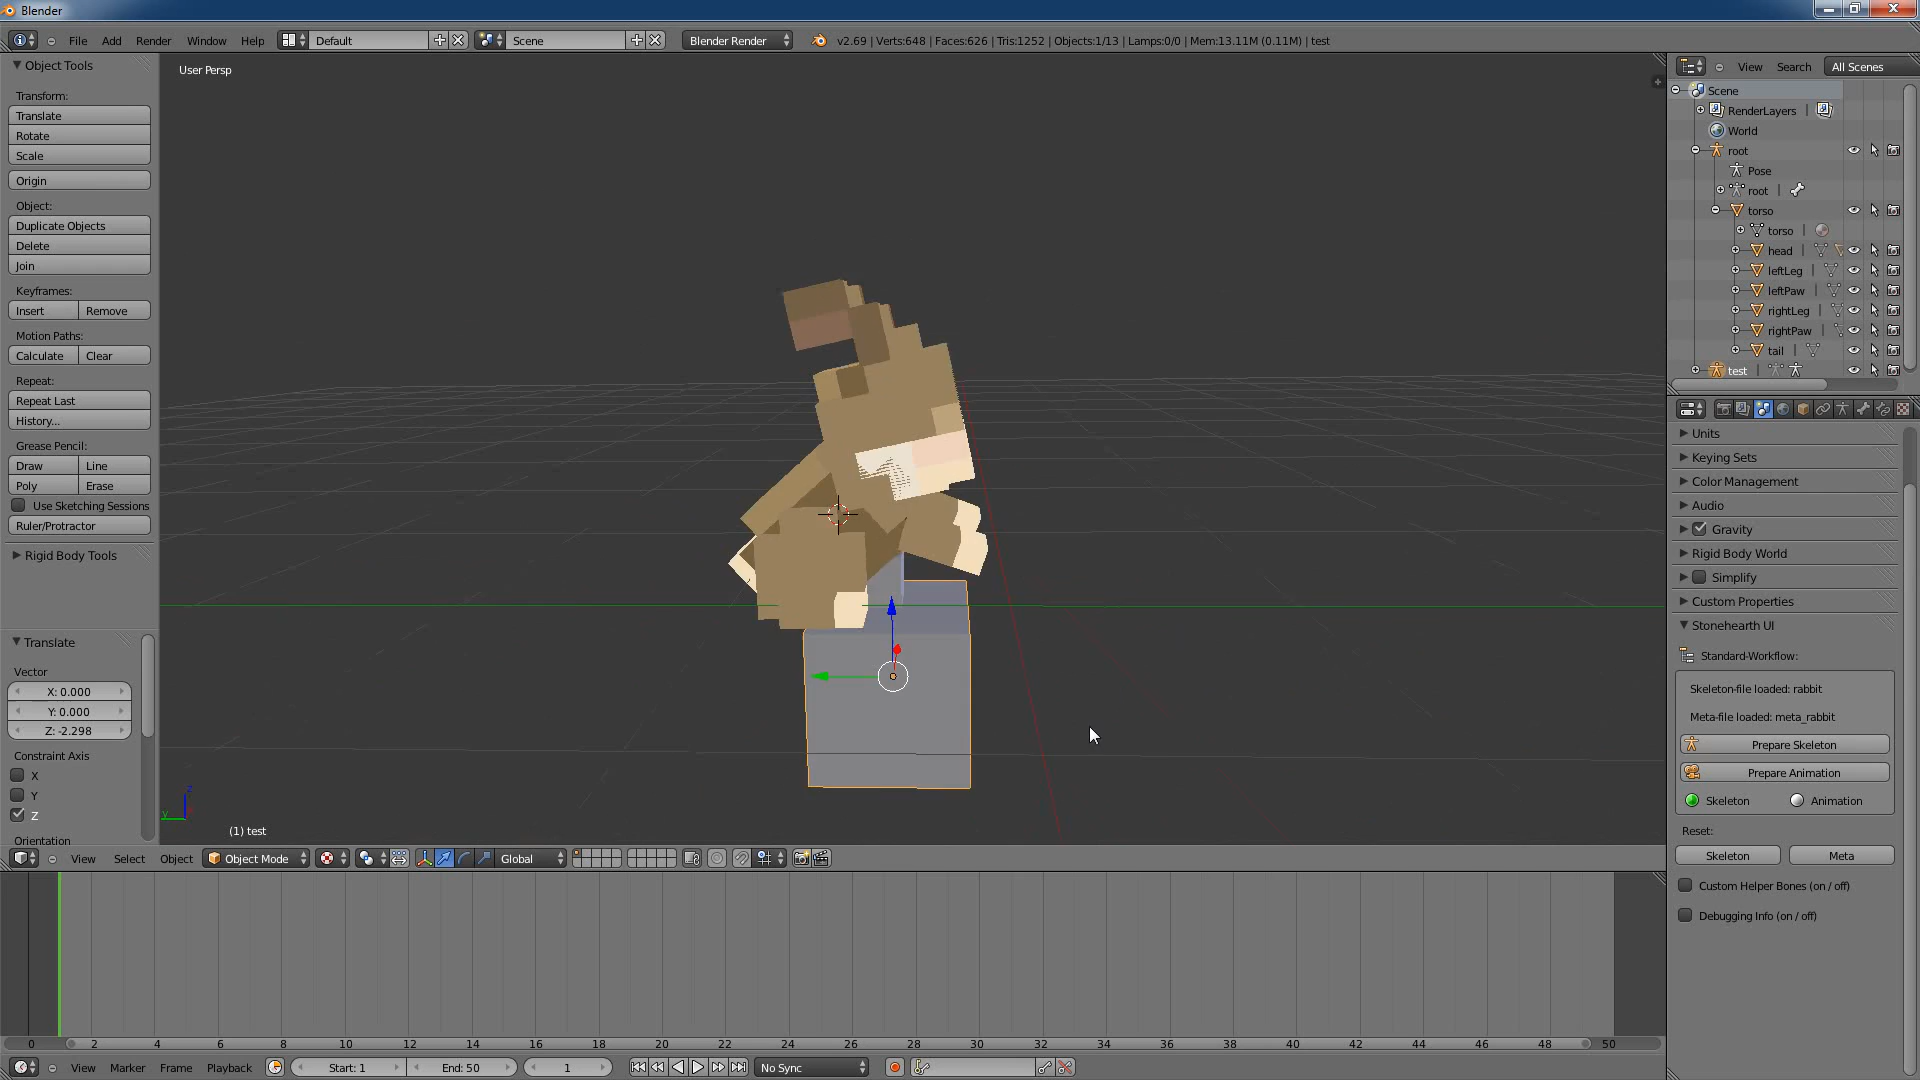 Blender
File Add Render Window Help Default Scene Blender Render v2.69 | Verts:648 | Faces:626 | Tris:1252 | Objects:1/13 | Lamps:0/0 | Mem:13.11M (0.11M) | test
Object Tools
Transform:
Translate
Rotate
Scale
Origin
Object:
Duplicate Objects
Delete
Join
Keyframes:
Insert Remove
Motion Paths:
Calculate Clear
Repeat:
Repeat Last
History...
Grease Pencil:
Draw Line
Poly Erase
Use Sketching Sessions
Ruler/Protractor
Rigid Body Tools
Translate
Vector
X: 0.000
Y: 0.000
Z: -2.298
Constraint Axis
X
Y
Z
Orientation
User Persp
z
y
(1) test
View Select Object Object Mode Global
View Search All Scenes
Scene
RenderLayers |
World
root
Pose
root |
torso
torso |
head
leftLeg
leftPaw
rightLeg
rightPaw
tail
test
Units
Keying Sets
Color Management
Audio
Gravity
Rigid Body World
Simplify
Custom Properties
Stonehearth UI
Standard-Workflow:
Skeleton-file loaded: rabbit
Meta-file loaded: meta_rabbit
Prepare Skeleton
Prepare Animation
Skeleton Animation
Reset:
Skeleton Meta
Custom Helper Bones (on / off)
Debugging Info (on / off)
0 2 4 6 8 10 12 14 16 18 20 22 24 26 28 30 32 34 36 38 40 42 44 46 48 50
View Marker Frame Playback Start: 1 End: 50 1 No Sync